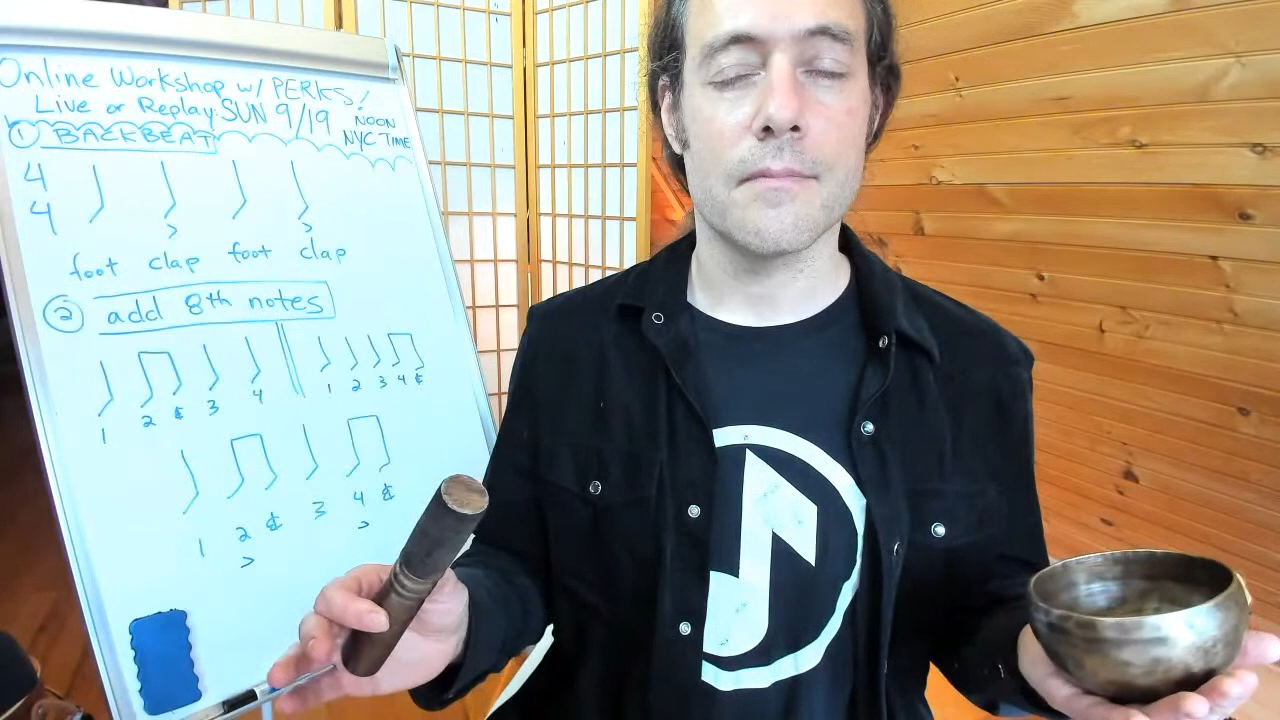 Online Workshop w/ PERKS!
Live or Replay: SUN 9/19 NOON
NYC TIME
① BACKBEAT
4
4
>
>
foot clap foot clap
② add 8th notes
1 2 & 3 4 1 2 3 4 &
1 2 & 3 4 &
> >